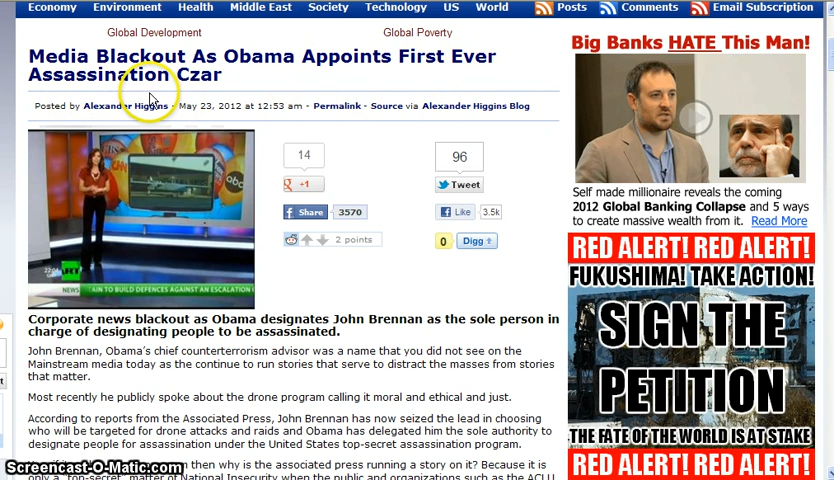 Economy Environment Health Middle East Society Technology US World Posts Comments Email Subscription
Global Development Global Poverty
Media Blackout As Obama Appoints First Ever
Assassination Czar
Posted by Alexander Higgins - May 23, 2012 at 12:53 am - Permalink - Source via Alexander Higgins Blog
14
96
+1
Tweet
Share 3570
Like 3.5k
2 points
0 Digg
abc
RT
NEWS
TAIN TO BUILD DEFENCES AGAINST AN ESCALATION
Corporate news blackout as Obama designates John Brennan as the sole person in
charge of designating people to be assassinated.
John Brennan, Obama's chief counterterrorism advisor was a name that you did not see on the
Mainstream media today as the continue to run stories that serve to distract the masses from stories
that matter.
Most recently he publicly spoke about the drone program calling it moral and ethical and just.
According to reports from the Associated Press, John Brennan has now seized the lead in choosing
who will be targeted for drone attacks and raids and Obama has delegated him the sole authority to
designate people for assassination under the United States top-secret assassination program.
then why is the associated press running a story on it? Because it is
only a "top-secret" matter of National Insecurity when the public and organizations such as the ACLU
Screencast-O-Matic.com
Big Banks HATE This Man!
Self made millionaire reveals the coming
2012 Global Banking Collapse and 5 ways
to create massive wealth from it. Read More
RED ALERT! RED ALERT!
FUKUSHIMA! TAKE ACTION!
SIGN THE
PETITION
THE FATE OF THE WORLD IS AT STAKE
RED ALERT! RED ALERT!